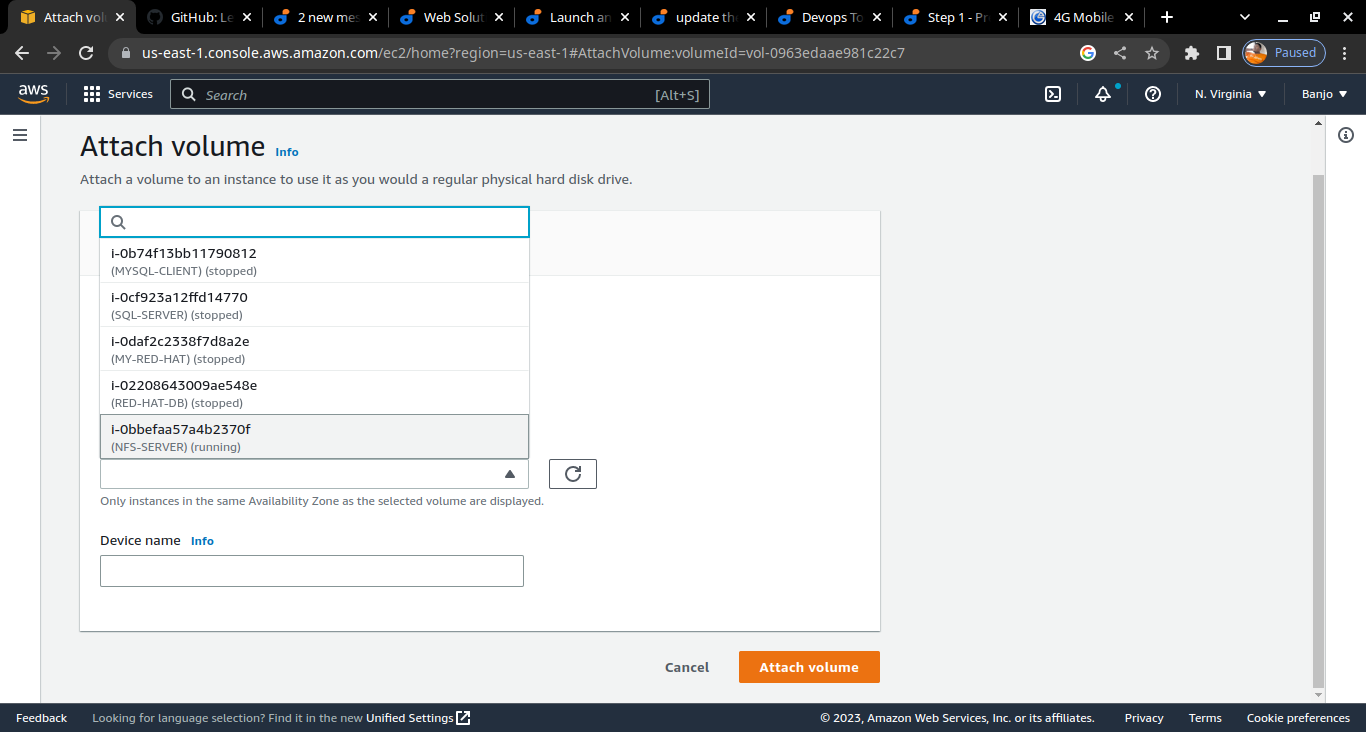 Attach vol
GitHub: Le
2 new mes
Web Solut
Launch an
update the
Devops To
Step 1 - Pr
4G Mobile
us-east-1.console.aws.amazon.com/ec2/home?region=us-east-1#AttachVolume:volumeId=vol-0963edaae981c22c7
Paused
aws
Services
Search
[Alt+S]
N. Virginia
Banjo
Attach volume Info
Attach a volume to an instance to use it as you would a regular physical hard disk drive.
i-0b74f13bb11790812
(MYSQL-CLIENT) (stopped)
i-0cf923a12ffd14770
(SQL-SERVER) (stopped)
i-0daf2c2338f7d8a2e
(MY-RED-HAT) (stopped)
i-02208643009ae548e
(RED-HAT-DB) (stopped)
i-0bbefaa57a4b2370f
(NFS-SERVER) (running)
Only instances in the same Availability Zone as the selected volume are displayed.
Device name Info
Cancel
Attach volume
Feedback
Looking for language selection? Find it in the new Unified Settings
© 2023, Amazon Web Services, Inc. or its affiliates.
Privacy
Terms
Cookie preferences